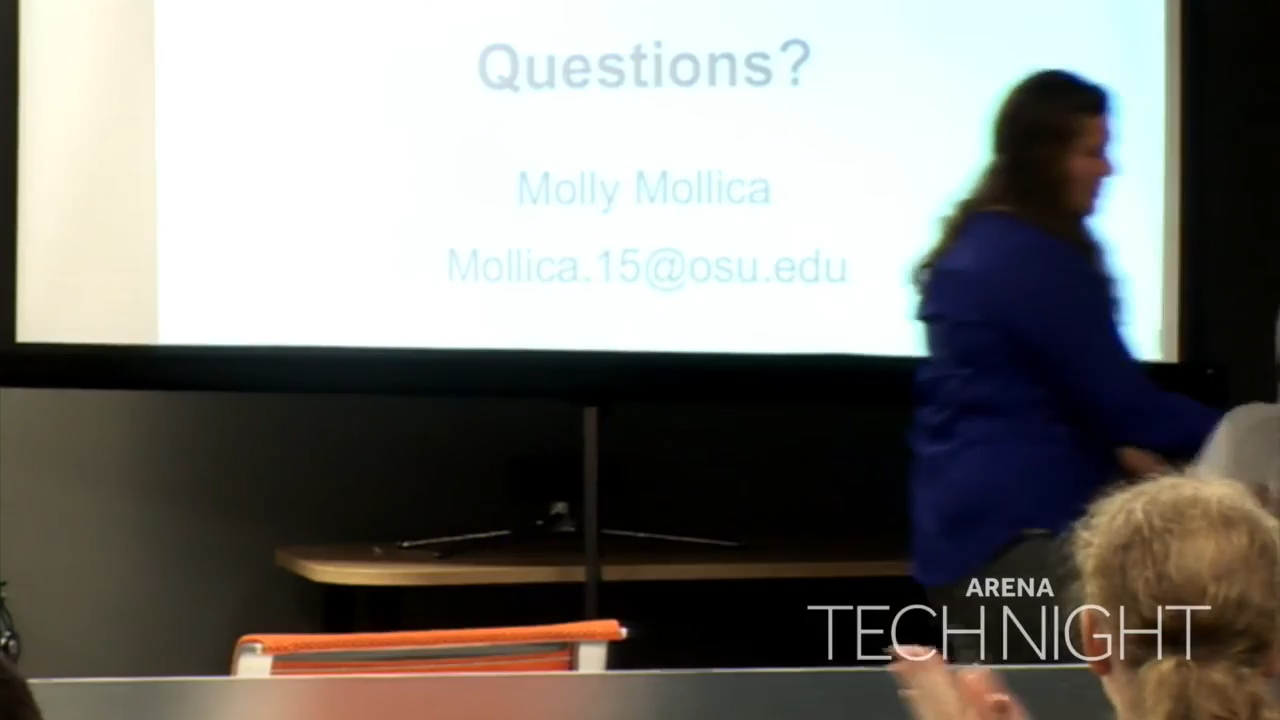 Questions?
Molly Mollica
Mollica.15@osu.edu
ARENA
TECH NIGHT